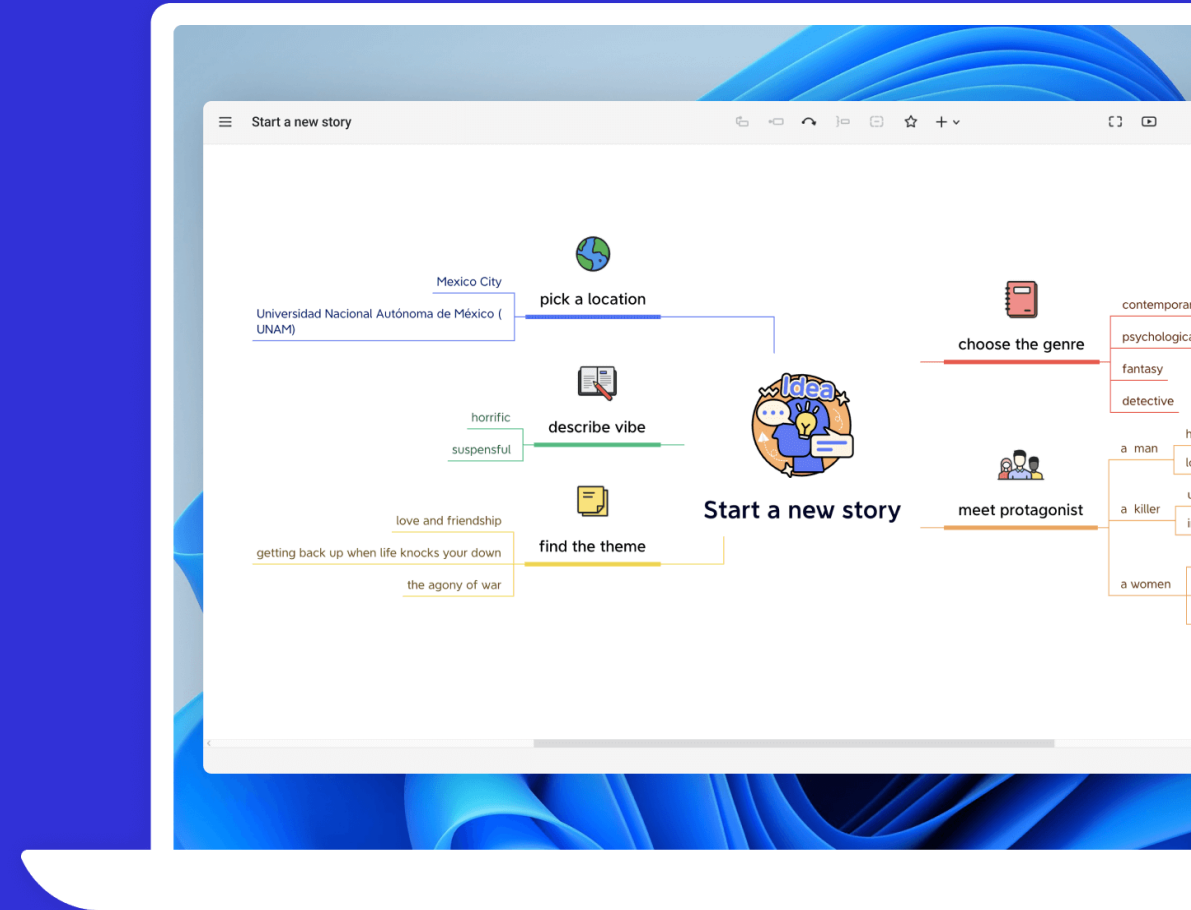 Start a new story
Mexico City
pick a location
Universidad Nacional Autónoma de México (
UNAM)
describe vibe
horrific
suspensful
find the theme
love and friendship
getting back up when life knocks your down
the agony of war
Idea
Start a new story
choose the genre
fantasy
detective
meet protagonist
a man
a killer
a women